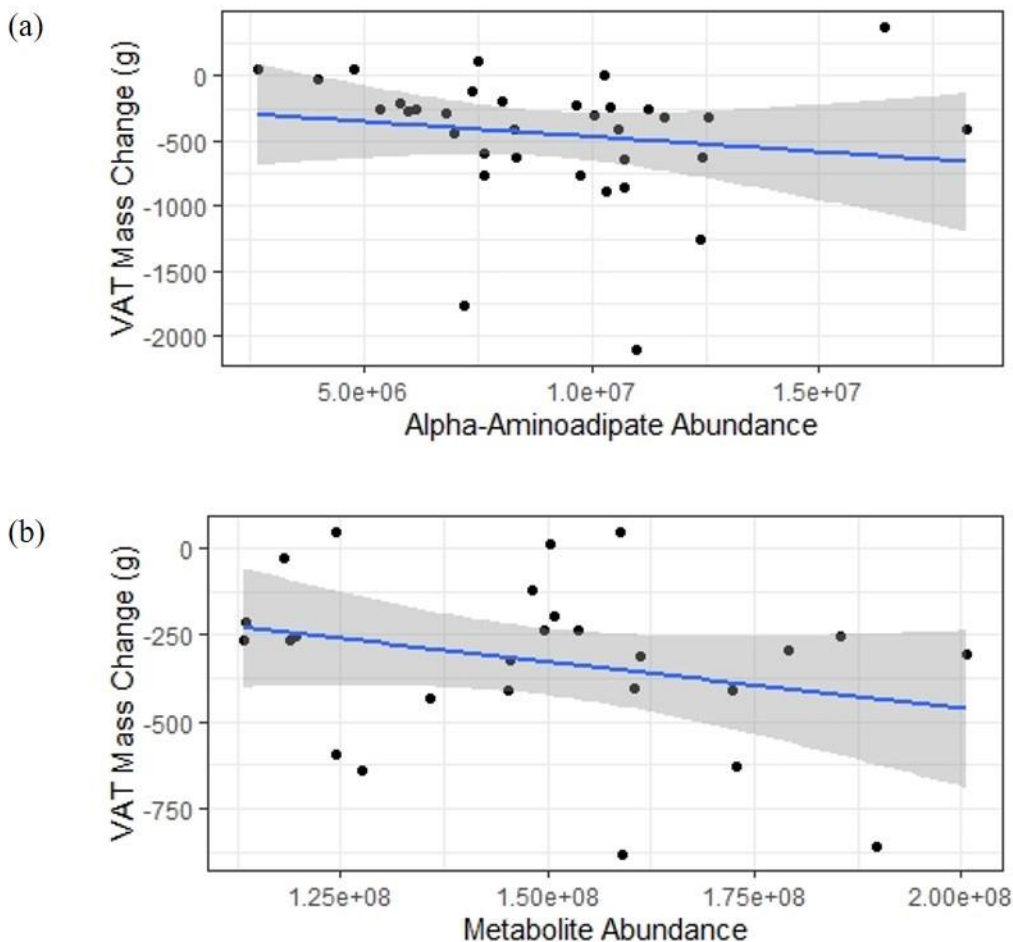 (a)
VAT Mass Change (g)
0
-500
-1000
-1500
-2000
5.0e+06 1.0e+07 1.5e+07
Alpha-Aminoadipate Abundance
(b)
VAT Mass Change (g)
0
-250
-500
-750
1.25e+08 1.50e+08 1.75e+08 2.00e+08
Metabolite Abundance